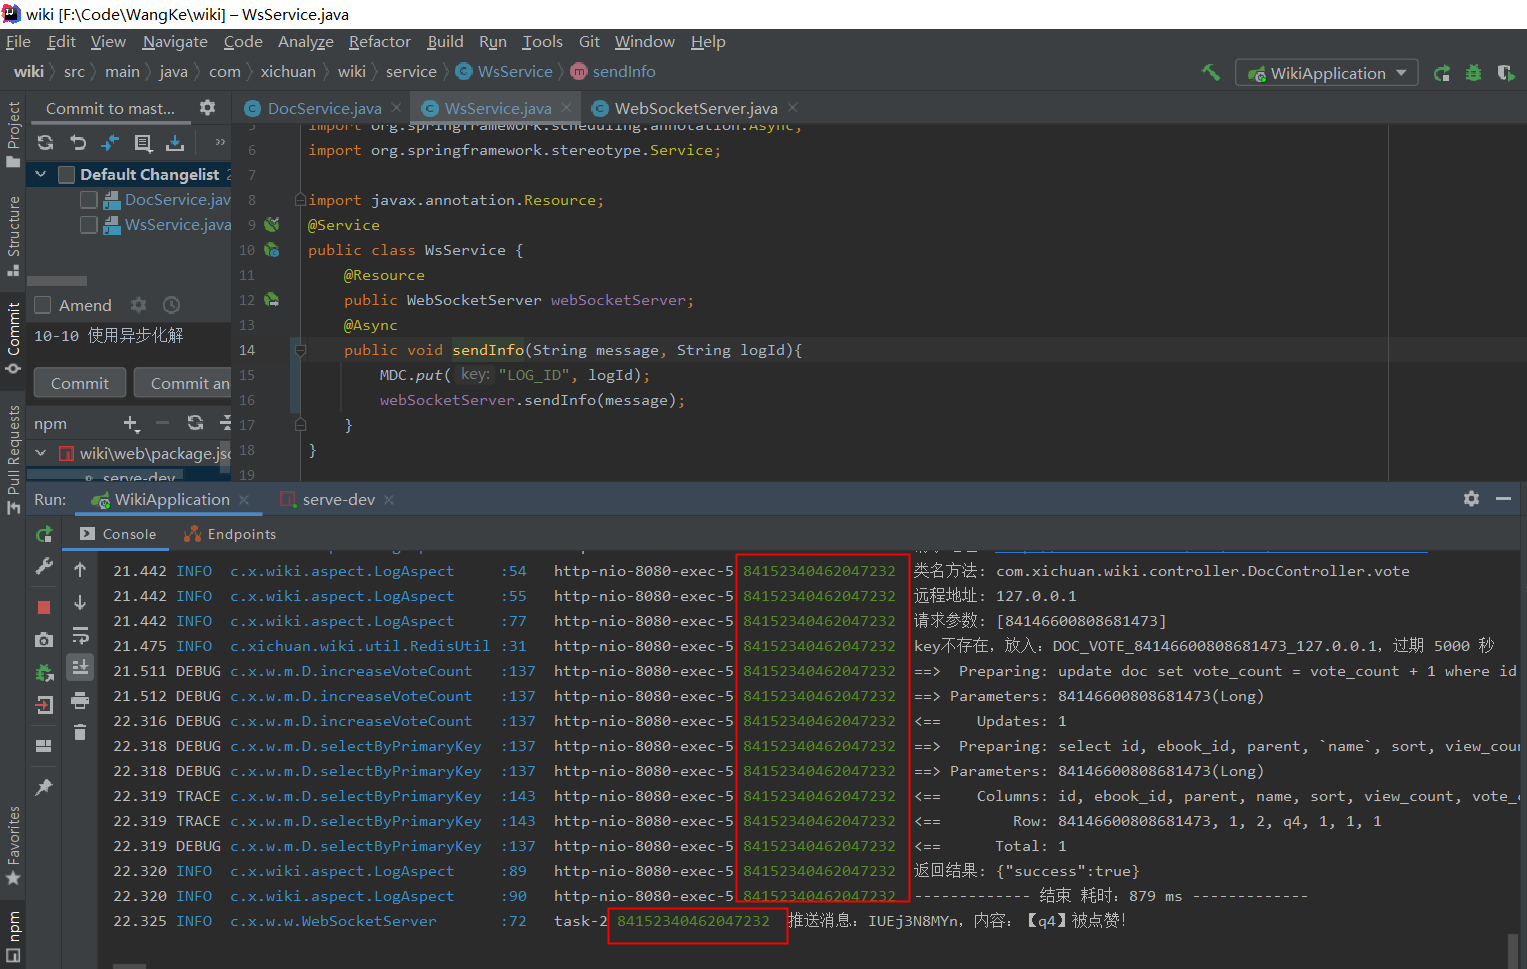 wiki [F:\Code\WangKe\wiki] – WsService.java
File Edit View Navigate Code Analyze Refactor Build Run Tools Git Window Help
wiki src main java com xichuan wiki service WsService sendInfo WikiApplication
Commit to mast... DocService.java WsService.java WebSocketServer.java
Project
Structure
Commit
Pull Requests
Favorites
npm
Default Changelist 2
DocService.jav
WsService.java
Amend
10-10 使用异步化解
Commit Commit an
npm
wiki\web\package.jso
serve-dev
5 import org.springframework.scheduling.annotation.Async;
6 import org.springframework.stereotype.Service;
7
8 import javax.annotation.Resource;
9 @Service
10 public class WsService {
11 @Resource
12 public WebSocketServer webSocketServer;
13 @Async
14 public void sendInfo(String message, String logId){
15 MDC.put( key: "LOG_ID", logId);
16 webSocketServer.sendInfo(message);
17 }
18 }
19
Run: WikiApplication serve-dev
Console Endpoints
21.442 INFO c.x.wiki.aspect.LogAspect :54 http-nio-8080-exec-5 84152340462047232 类名方法: com.xichuan.wiki.controller.DocController.vote
21.442 INFO c.x.wiki.aspect.LogAspect :55 http-nio-8080-exec-5 84152340462047232 远程地址: 127.0.0.1
21.442 INFO c.x.wiki.aspect.LogAspect :77 http-nio-8080-exec-5 84152340462047232 请求参数: [84146600808681473]
21.475 INFO c.xichuan.wiki.util.RedisUtil :31 http-nio-8080-exec-5 84152340462047232 key不存在，放入：DOC_VOTE_84146600808681473_127.0.0.1，过期 5000 秒
21.511 DEBUG c.x.w.m.D.increaseVoteCount :137 http-nio-8080-exec-5 84152340462047232 ==> Preparing: update doc set vote_count = vote_count + 1 where id
21.512 DEBUG c.x.w.m.D.increaseVoteCount :137 http-nio-8080-exec-5 84152340462047232 ==> Parameters: 84146600808681473(Long)
22.316 DEBUG c.x.w.m.D.increaseVoteCount :137 http-nio-8080-exec-5 84152340462047232 <== Updates: 1
22.318 DEBUG c.x.w.m.D.selectByPrimaryKey :137 http-nio-8080-exec-5 84152340462047232 ==> Preparing: select id, ebook_id, parent, `name`, sort, view_coun
22.318 DEBUG c.x.w.m.D.selectByPrimaryKey :137 http-nio-8080-exec-5 84152340462047232 ==> Parameters: 84146600808681473(Long)
22.319 TRACE c.x.w.m.D.selectByPrimaryKey :143 http-nio-8080-exec-5 84152340462047232 <== Columns: id, ebook_id, parent, name, sort, view_count, vote_c
22.319 TRACE c.x.w.m.D.selectByPrimaryKey :143 http-nio-8080-exec-5 84152340462047232 <== Row: 84146600808681473, 1, 2, q4, 1, 1, 1
22.319 DEBUG c.x.w.m.D.selectByPrimaryKey :137 http-nio-8080-exec-5 84152340462047232 <== Total: 1
22.320 INFO c.x.wiki.aspect.LogAspect :89 http-nio-8080-exec-5 84152340462047232 返回结果: {"success":true}
22.320 INFO c.x.wiki.aspect.LogAspect :90 http-nio-8080-exec-5 84152340462047232 ------------- 结束 耗时：879 ms -------------
22.325 INFO c.x.w.w.WebSocketServer :72 task-2 84152340462047232 推送消息：IUEj3N8MYn，内容：【q4】被点赞！